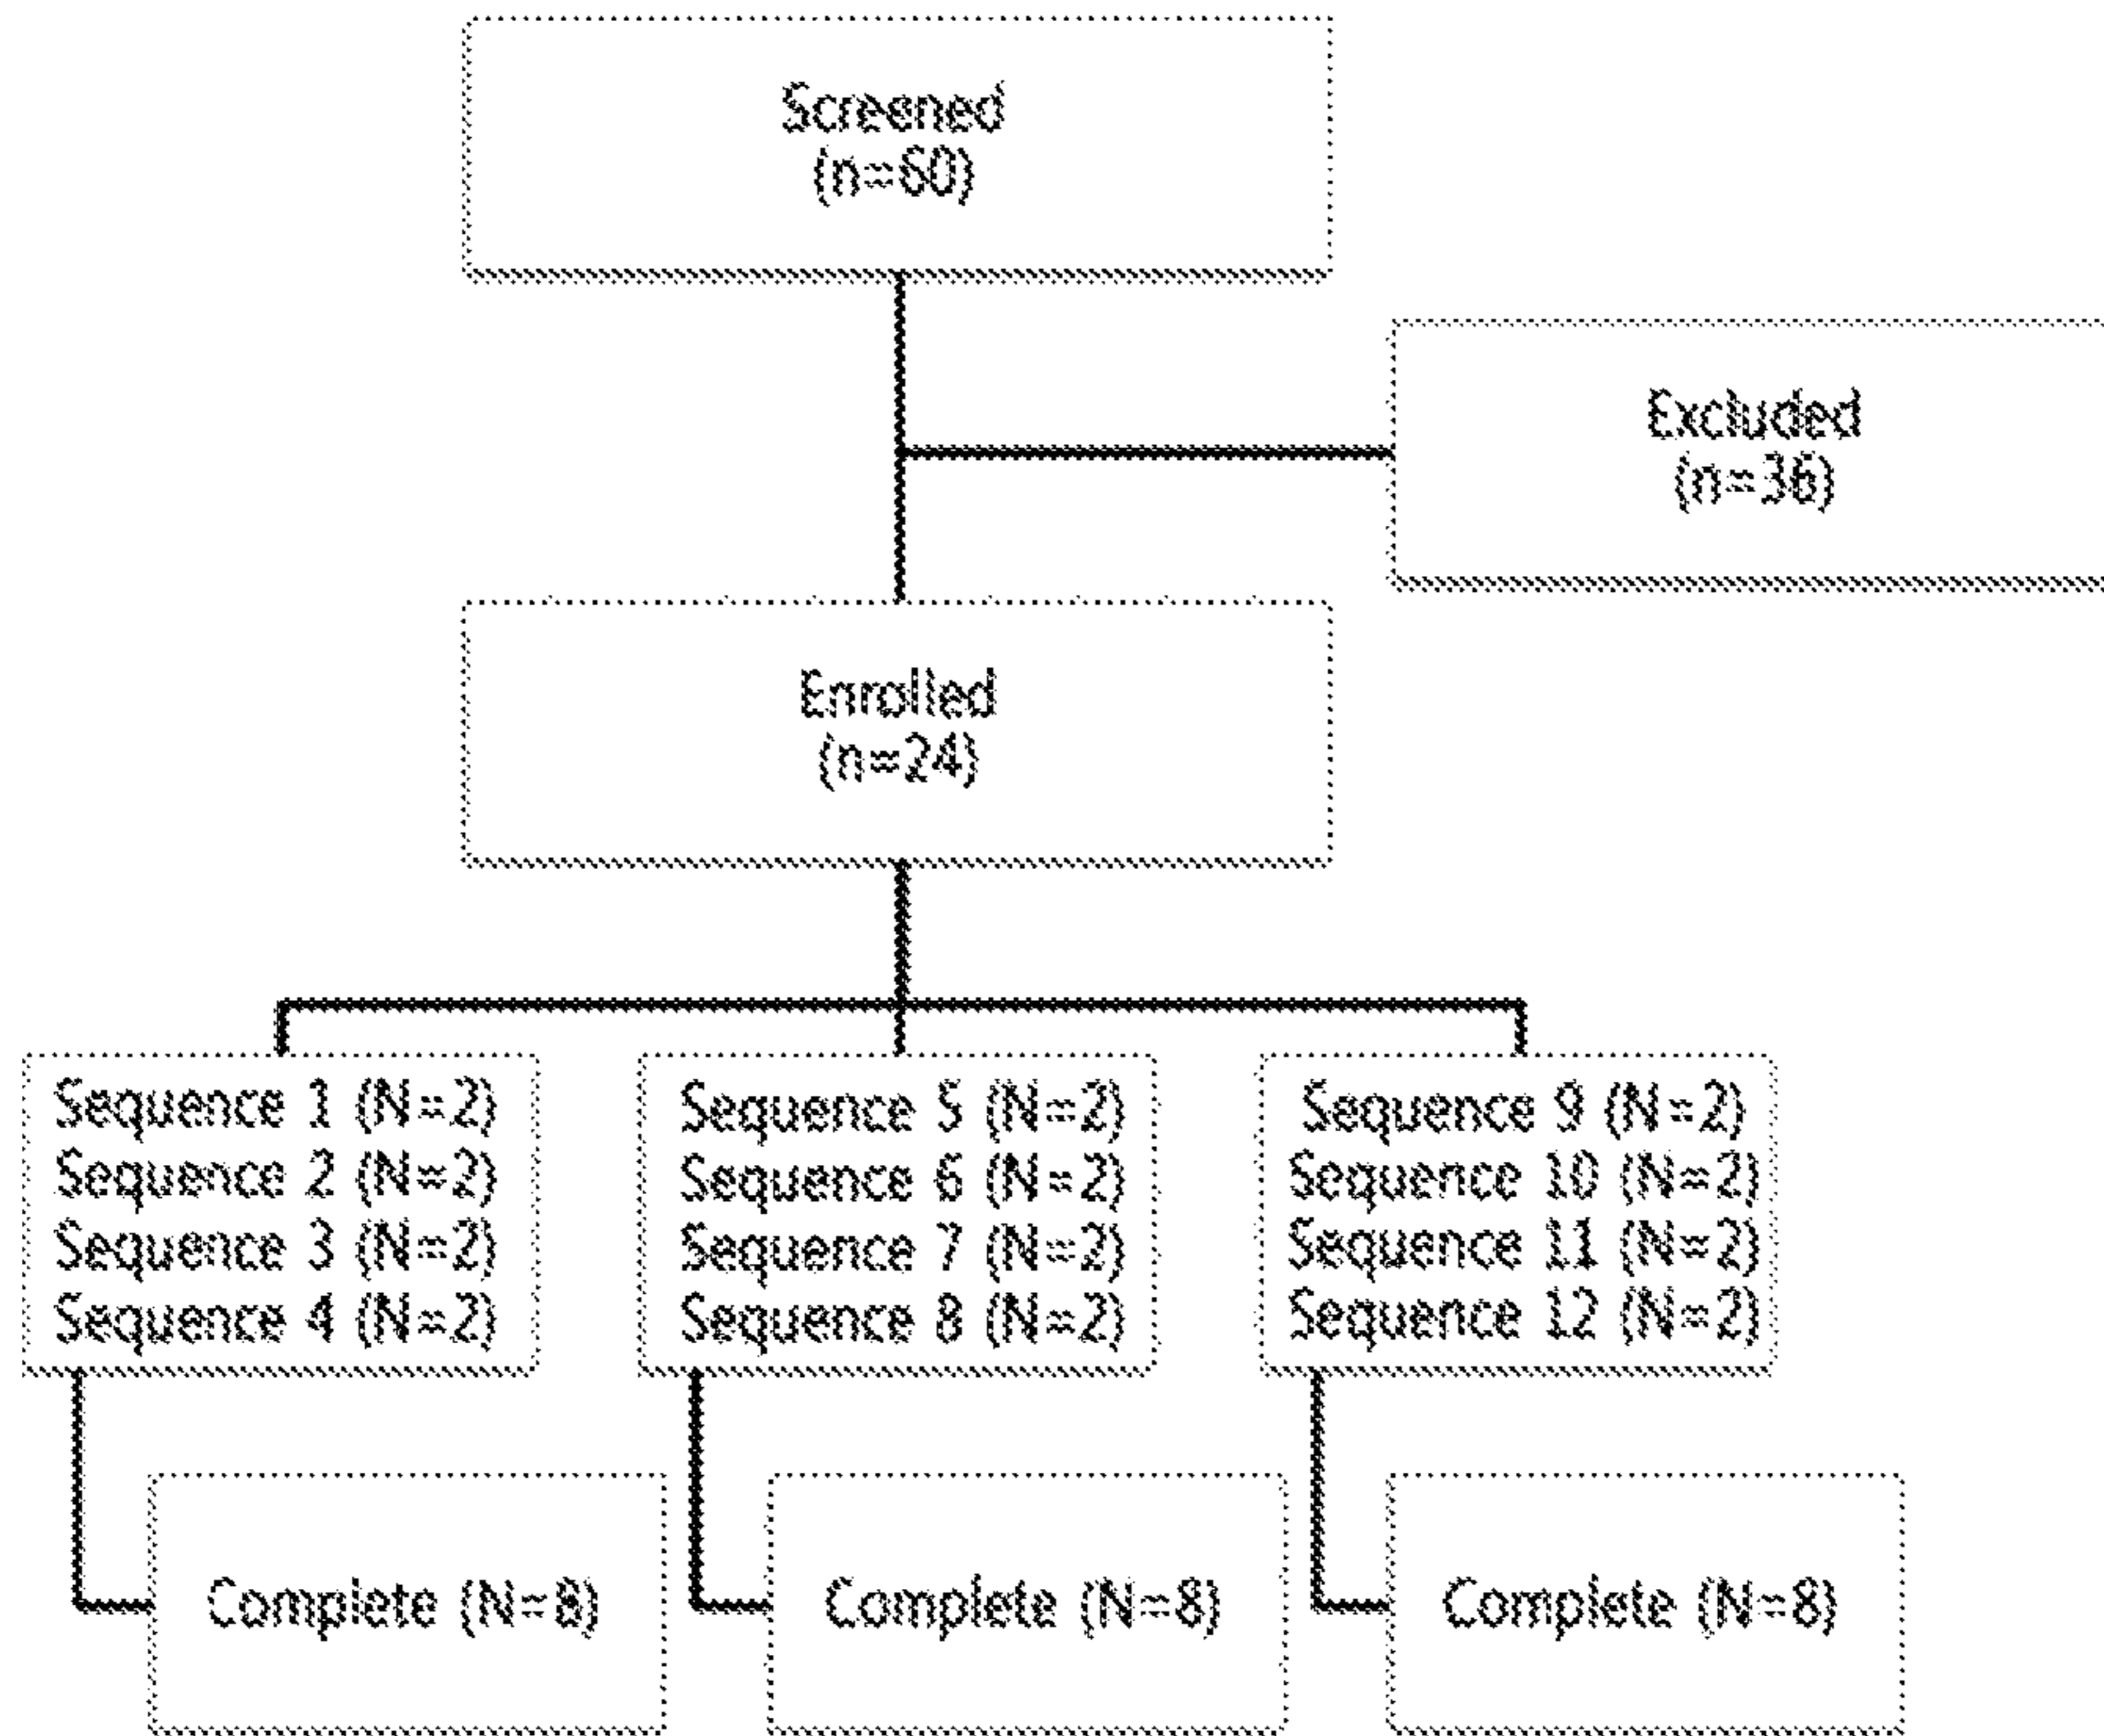 Screened
(n=60)
Excluded
(n=36)
Enrolled
(n=24)
Sequence 1 (N=2)
Sequence 2 (N=2)
Sequence 3 (N=2)
Sequence 4 (N=2)
Sequence 5 (N=2)
Sequence 6 (N=2)
Sequence 7 (N=2)
Sequence 8 (N=2)
Sequence 9 (N=2)
Sequence 10 (N=2)
Sequence 11 (N=2)
Sequence 12 (N=2)
Complete (N=8)
Complete (N=8)
Complete (N=8)